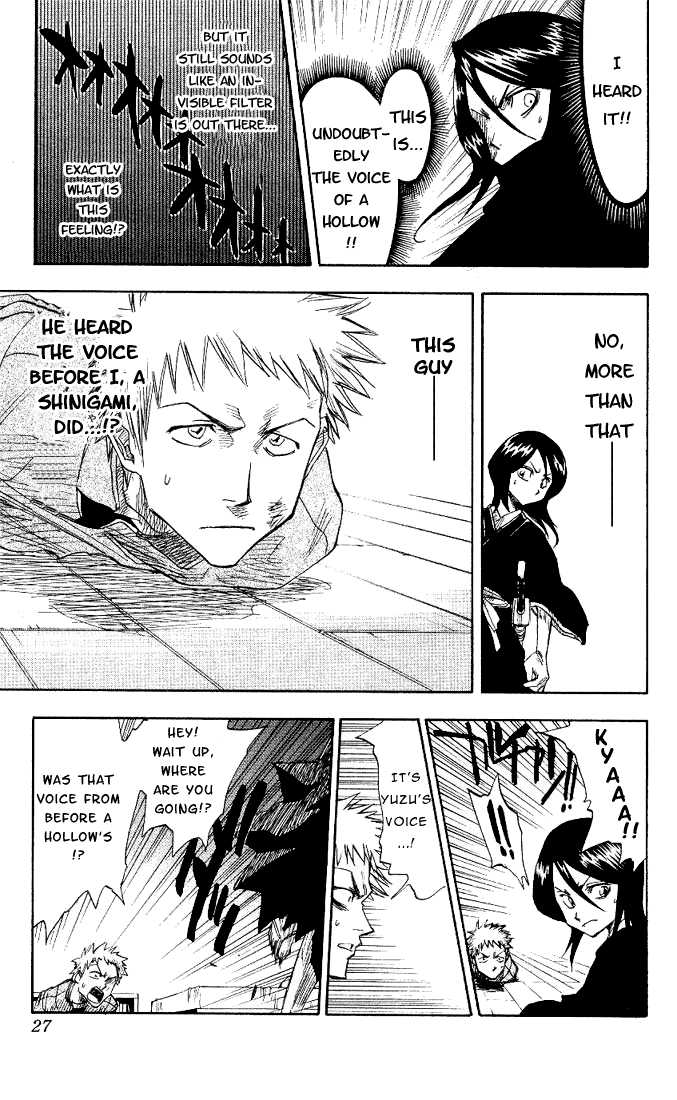 I
HEARD
IT!!
THIS
IS...
UNDOUBT-
EDLY
THE VOICE
OF A
HOLLOW
!!
BUT IT
STILL SOUNDS
LIKE AN IN-
VISIBLE FILTER
IS OUT THERE...
EXACTLY
WHAT IS
THIS
FEELING!?
NO,
MORE
THAN
THAT
THIS
GUY
HE HEARD
THE VOICE
BEFORE I, A
SHINIGAMI,
DID...!?
KYAAA!!
!!
IT'S
YUZU'S
VOICE
...!
HEY!
WAIT UP,
WHERE
ARE YOU
GOING!?
WAS THAT
VOICE FROM
BEFORE
A HOLLOW'S
!?
27